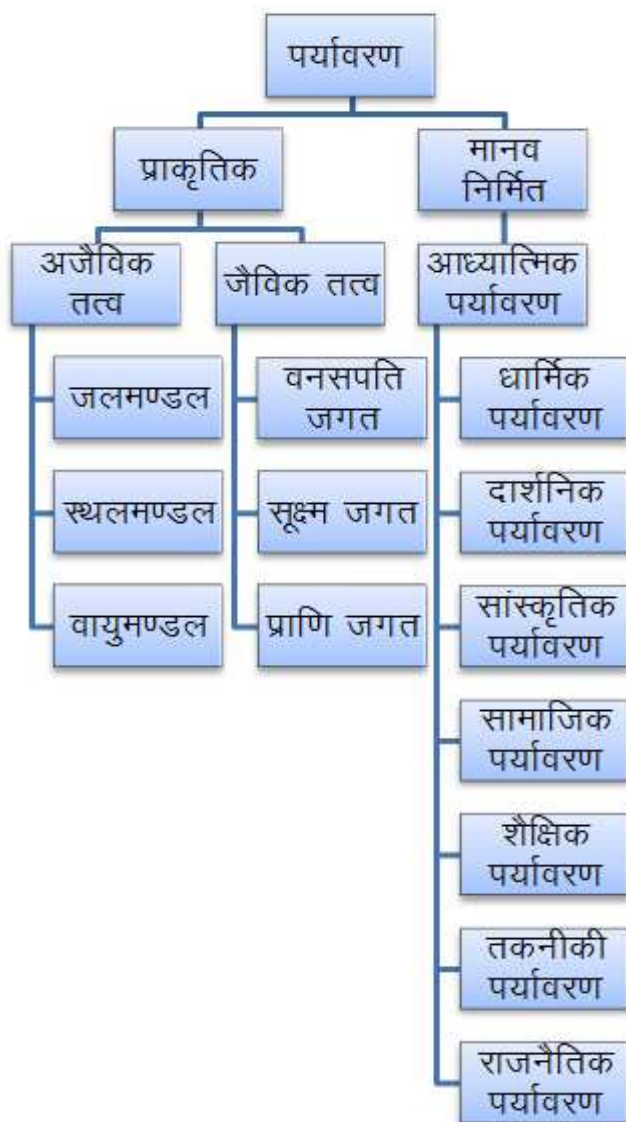 पर्यावरण
प्राकृतिक
मानव
निर्मित
अजैविक
तत्व
जैविक तत्व
आध्यात्मिक
पर्यावरण
जलमण्डल
वनसपति
जगत
धार्मिक
पर्यावरण
स्थलमण्डल
सूक्ष्म जगत
दार्शनिक
पर्यावरण
वायुमण्डल
प्राणि जगत
सांस्कृतिक
पर्यावरण
सामाजिक
पर्यावरण
शैक्षिक
पर्यावरण
तकनीकी
पर्यावरण
राजनैतिक
पर्यावरण